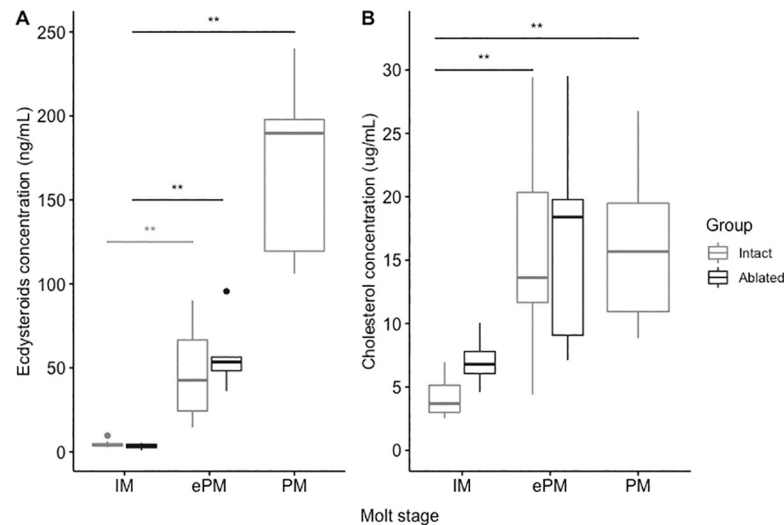 A
Ecdysteroids concentration (ng/mL)
250
200
150
100
50
0
**
**
**
IM
ePM
PM
B
Cholesterol concentration (ug/mL)
30
25
20
15
10
5
0
**
**
IM
ePM
PM
Group
Intact
Ablated
Molt stage